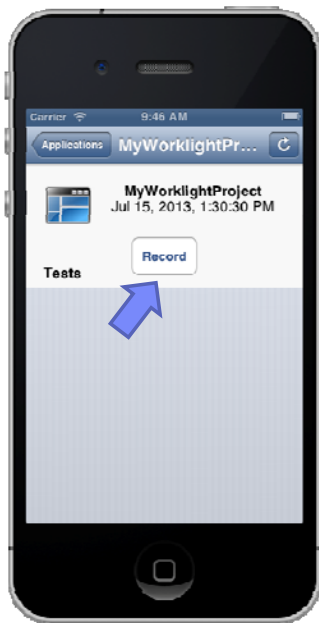 Carrier 9:46 AM
Applications MyWorklightPr... C
MyWorklightProject
Jul 15, 2013, 1:30:30 PM
Record
Tests